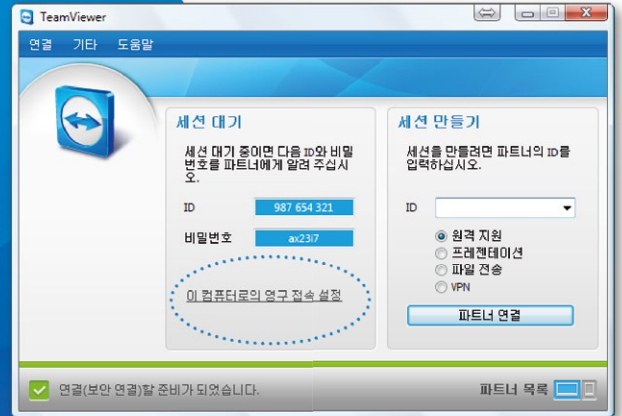 TeamViewer
연결 기타 도움말
세션 대기
세션 대기 중이면 다음 ID와 비밀
번호를 파트너에게 알려 주십시
오.
ID 987 654 321
비밀번호 ax23i7
이 컴퓨터로의 영구 접속 설정
세션 만들기
세션을 만들려면 파트너의 ID를
입력하십시오.
ID
원격 지원
프레젠테이션
파일 전송
VPN
파트너 연결
연결(보안 연결)할 준비가 되었습니다.
파트너 목록